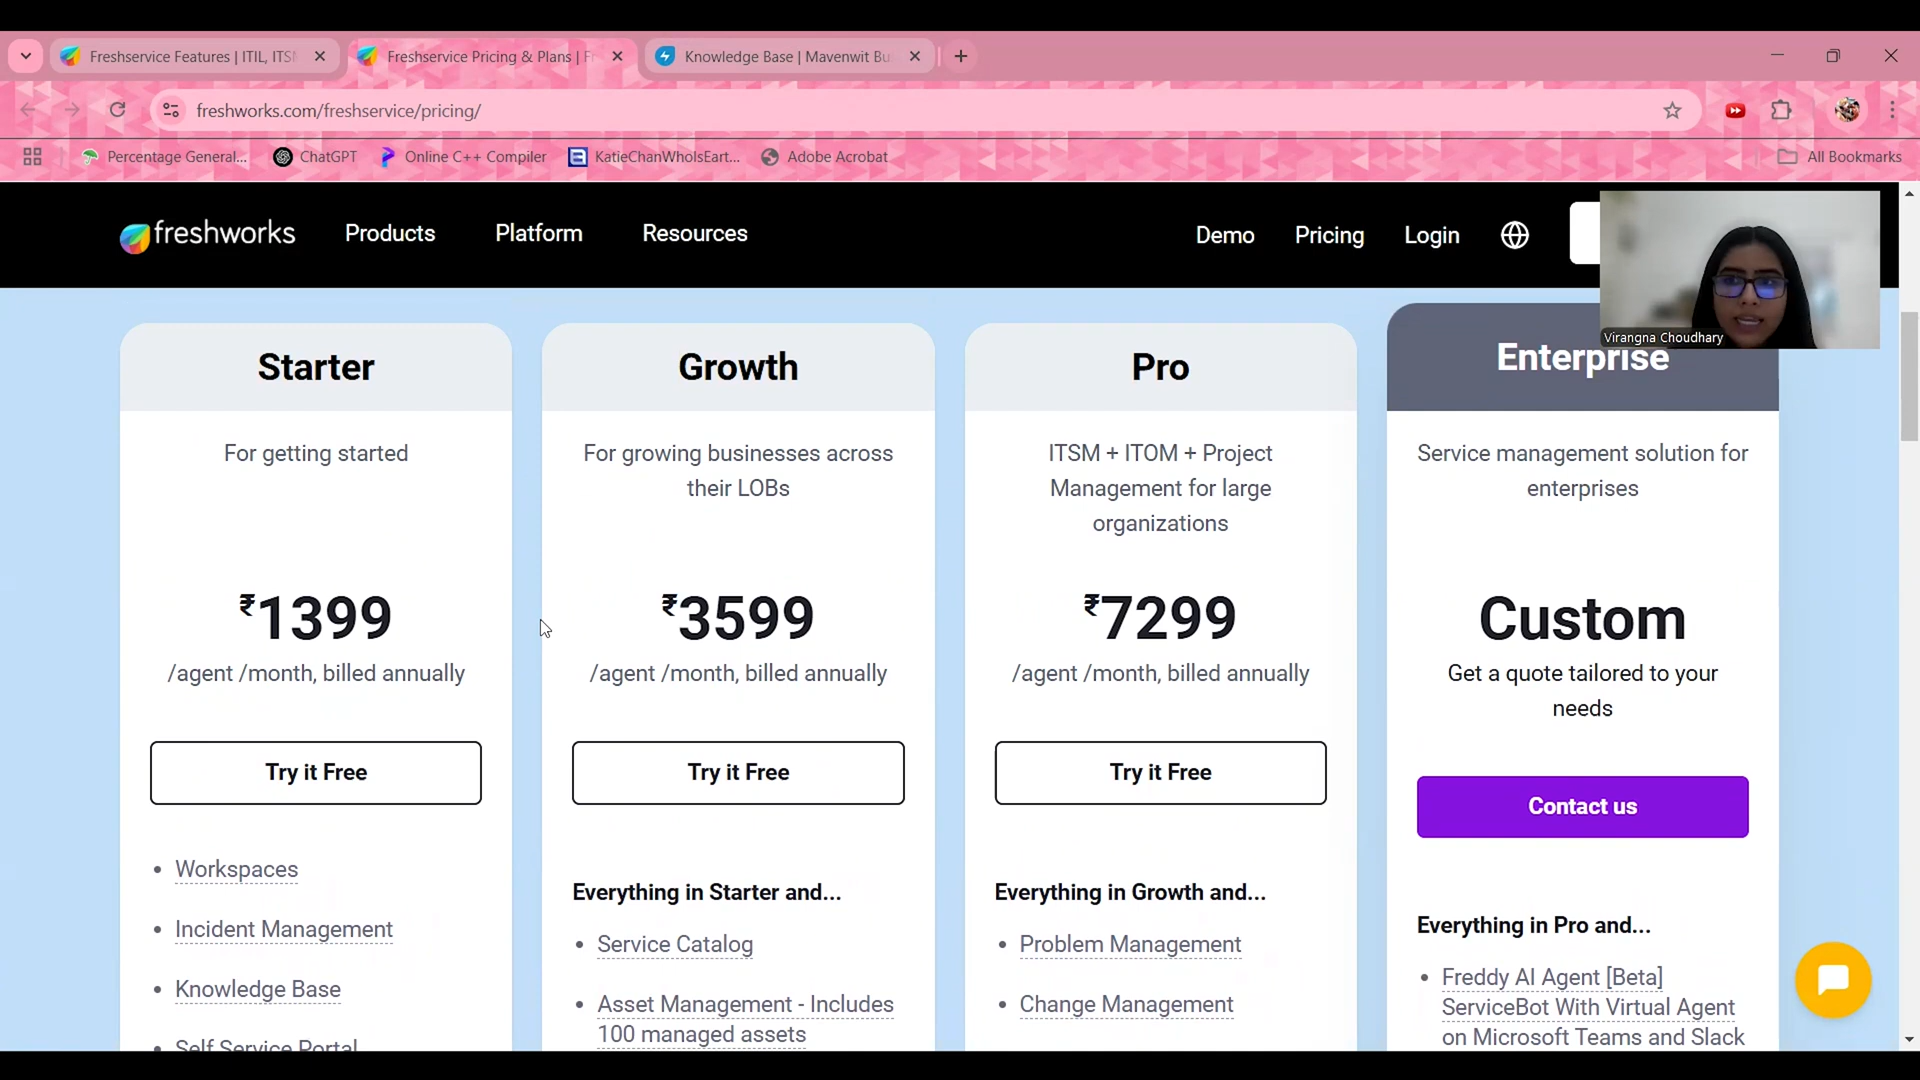 Freshservice Features | ITIL, ITSM
Freshservice Pricing & Plans | Fr
Knowledge Base | Mavenwit Bu
freshworks.com/freshservice/pricing/
Percentage General...
ChatGPT
Online C++ Compiler
KatieChanWhoIsEart...
Adobe Acrobat
All Bookmarks
freshworks
Products
Platform
Resources
Demo
Pricing
Login
Virangna Choudhary
Starter
For getting started
₹1399
/agent /month, billed annually
Try it Free
Workspaces
Incident Management
Knowledge Base
Self Service Portal
Growth
For growing businesses across
their LOBs
₹3599
/agent /month, billed annually
Try it Free
Everything in Starter and...
Service Catalog
Asset Management - Includes
100 managed assets
Pro
ITSM + ITOM + Project
Management for large
organizations
₹7299
/agent /month, billed annually
Try it Free
Everything in Growth and...
Problem Management
Change Management
Enterprise
Service management solution for
enterprises
Custom
Get a quote tailored to your
needs
Contact us
Everything in Pro and...
Freddy AI Agent [Beta]
ServiceBot With Virtual Agent
on Microsoft Teams and Slack